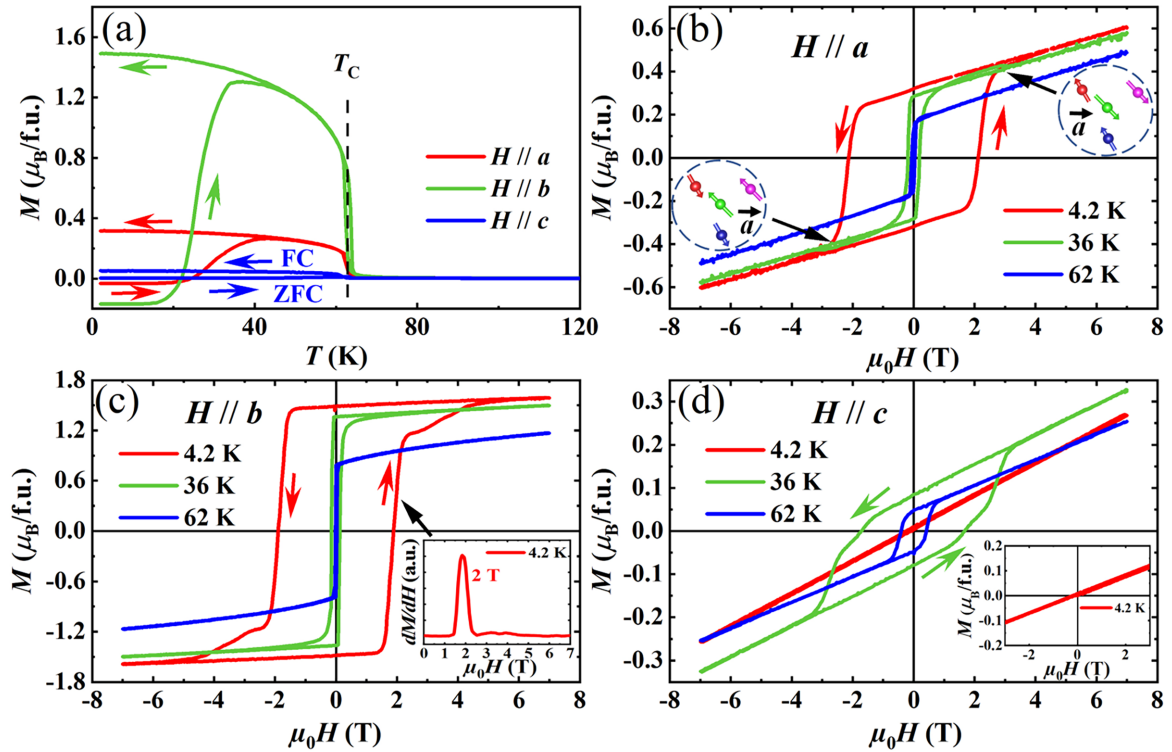 (a)
T_C
H // a
H // b
H // c
FC
ZFC
1.6
1.2
0.8
0.4
0.0
M (μ_B/f.u.)
0 40 80 120
T (K)
(b)
H // a
0.6
0.4
0.2
0.0
-0.2
-0.4
-0.6
M (μ_B/f.u.)
a
a
4.2 K
36 K
62 K
-8 -6 -4 -2 0 2 4 6 8
μ₀H (T)
(c)
H // b
4.2 K
36 K
62 K
1.8
1.2
0.6
0.0
-0.6
-1.2
-1.8
M (μ_B/f.u.)
4.2 K
2 T
dM/dH (a.u.)
0 1 2 3 4 5 6 7
μ₀H (T)
-8 -6 -4 -2 0 2 4 6 8
μ₀H (T)
(d)
H // c
4.2 K
36 K
62 K
0.3
0.2
0.1
0.0
-0.1
-0.2
-0.3
M (μ_B/f.u.)
0.2
0.1
0.0
-0.1
0.2
M (μ_B/f.u.)
4.2 K
-2 0 2
μ₀H (T)
-8 -6 -4 -2 0 2 4 6 8
μ₀H (T)